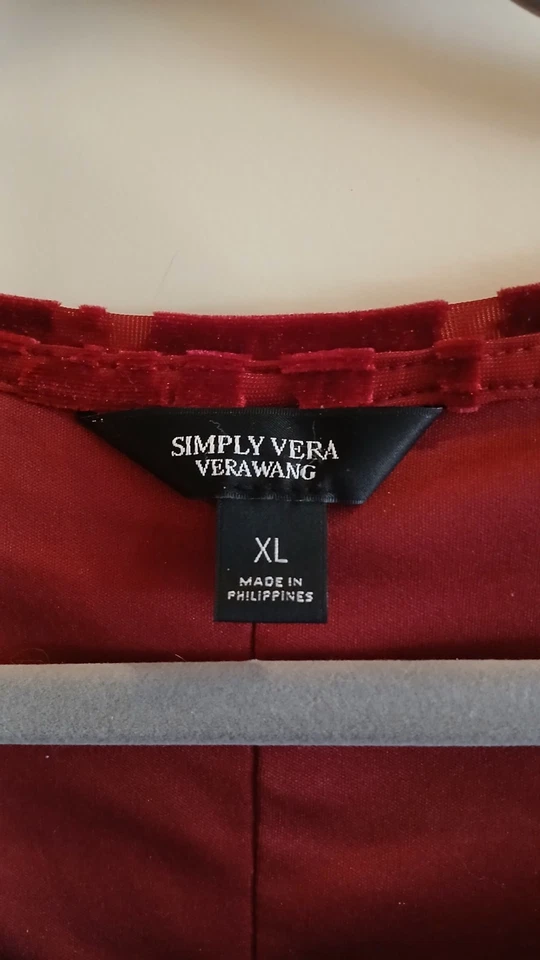 SIMPLY VERA
VERAWANG
XL
MADE IN
PHILIPPINES